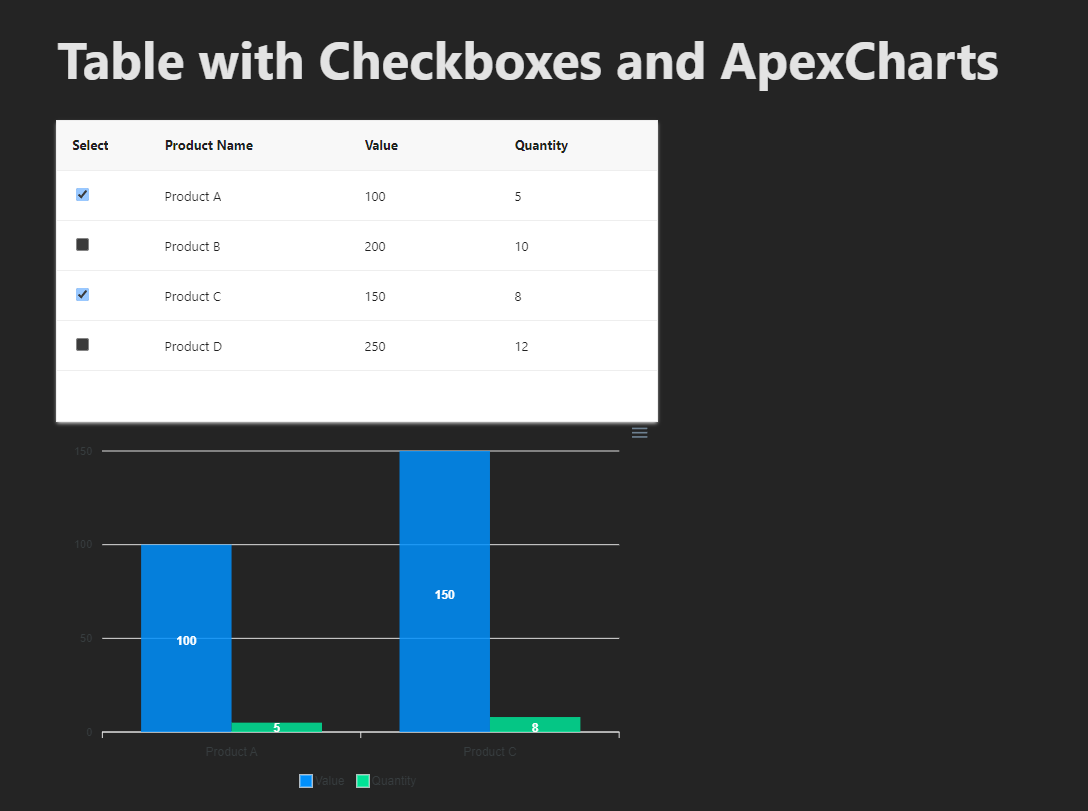 Table with Checkboxes and ApexCharts
Select Product Name Value Quantity
Product A 100 5
Product B 200 10
Product C 150 8
Product D 250 12
150
100
50
0
150
100
5
8
Product A Product C
Value Quantity